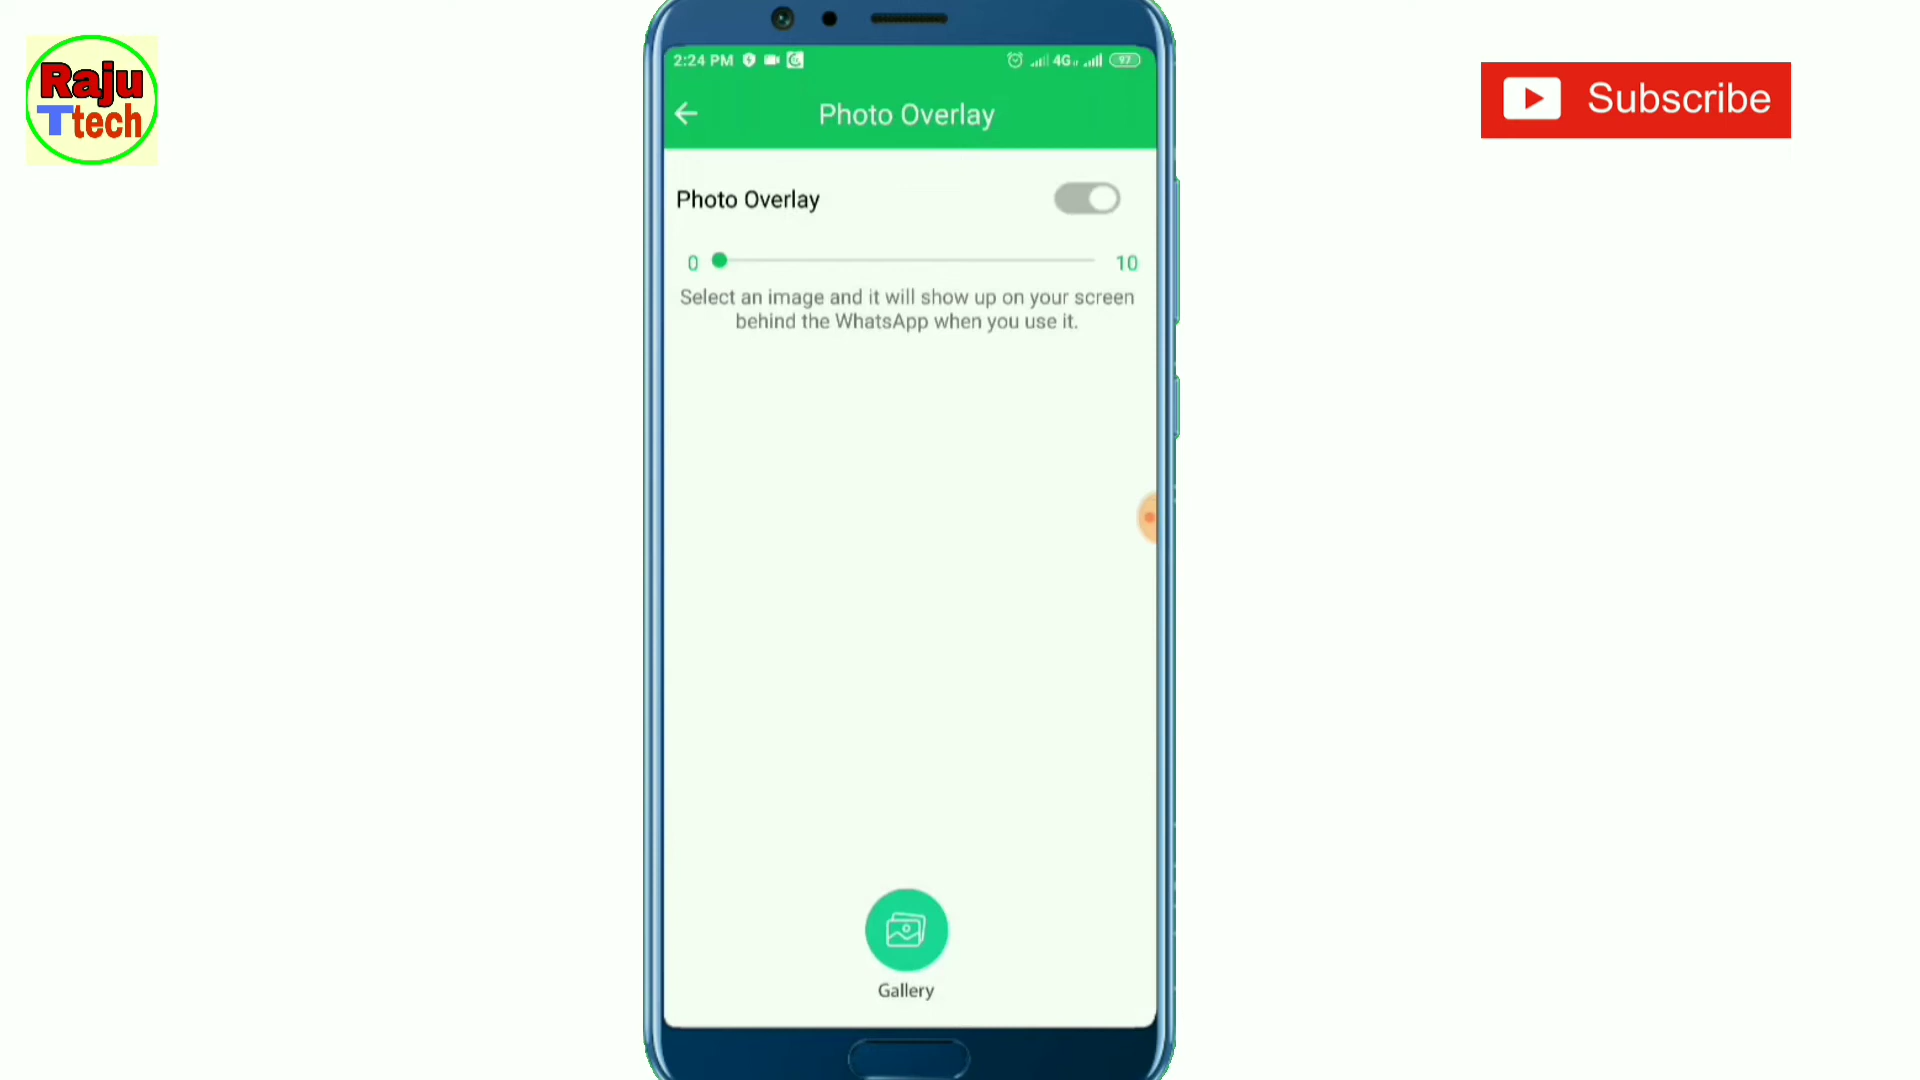 Raju
Ttech
Subscribe
2:24 PM
4G
97
Photo Overlay
Photo Overlay
0
10
Select an image and it will show up on your screen
behind the WhatsApp when you use it.
Gallery